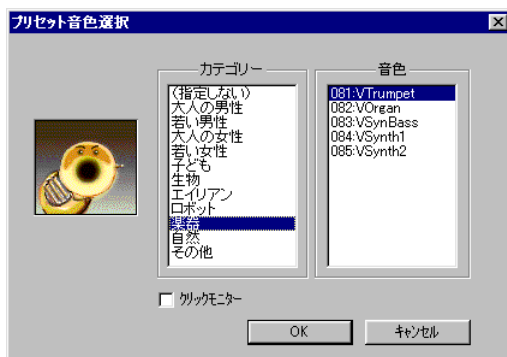 プリセット音色選択
カテゴリー
(指定しない)
大人の男性
若い男性
大人の女性
若い女性
子ども
生物
エイリアン
ロボット
楽器
自然
その他
音色
081:VTrumpet
082:VOrgan
083:VSynBass
084:VSynth1
085:VSynth2
クリックモニター
OK
キャンセル